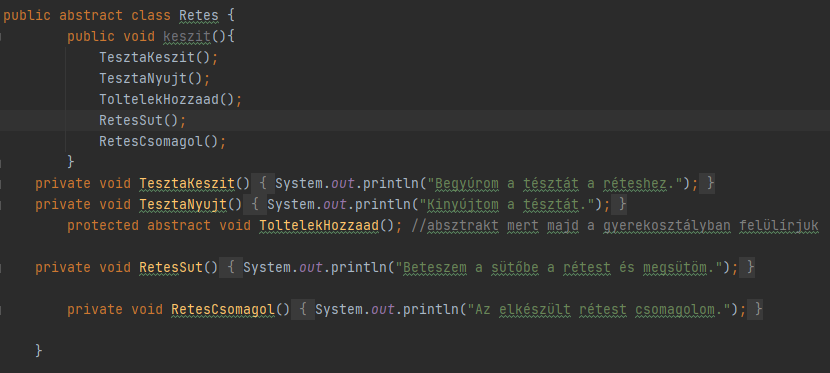 public abstract class Retes {
public void keszit(){
TesztaKeszit();
TesztaNyujt();
ToltelekHozzaad();
RetesSut();
RetesCsomagol();
}
private void TesztaKeszit() { System.out.println("Begyúrom a tésztát a réteshez."); }
private void TesztaNyujt() { System.out.println("Kinyújtom a tésztát."); }
protected abstract void ToltelekHozzaad(); //absztrakt mert majd a gyerekosztályban felülírjuk
private void RetesSut() { System.out.println("Beteszem a sütőbe a rétest és megsütöm."); }
private void RetesCsomagol() { System.out.println("Az elkészült rétest csomagolom."); }
}